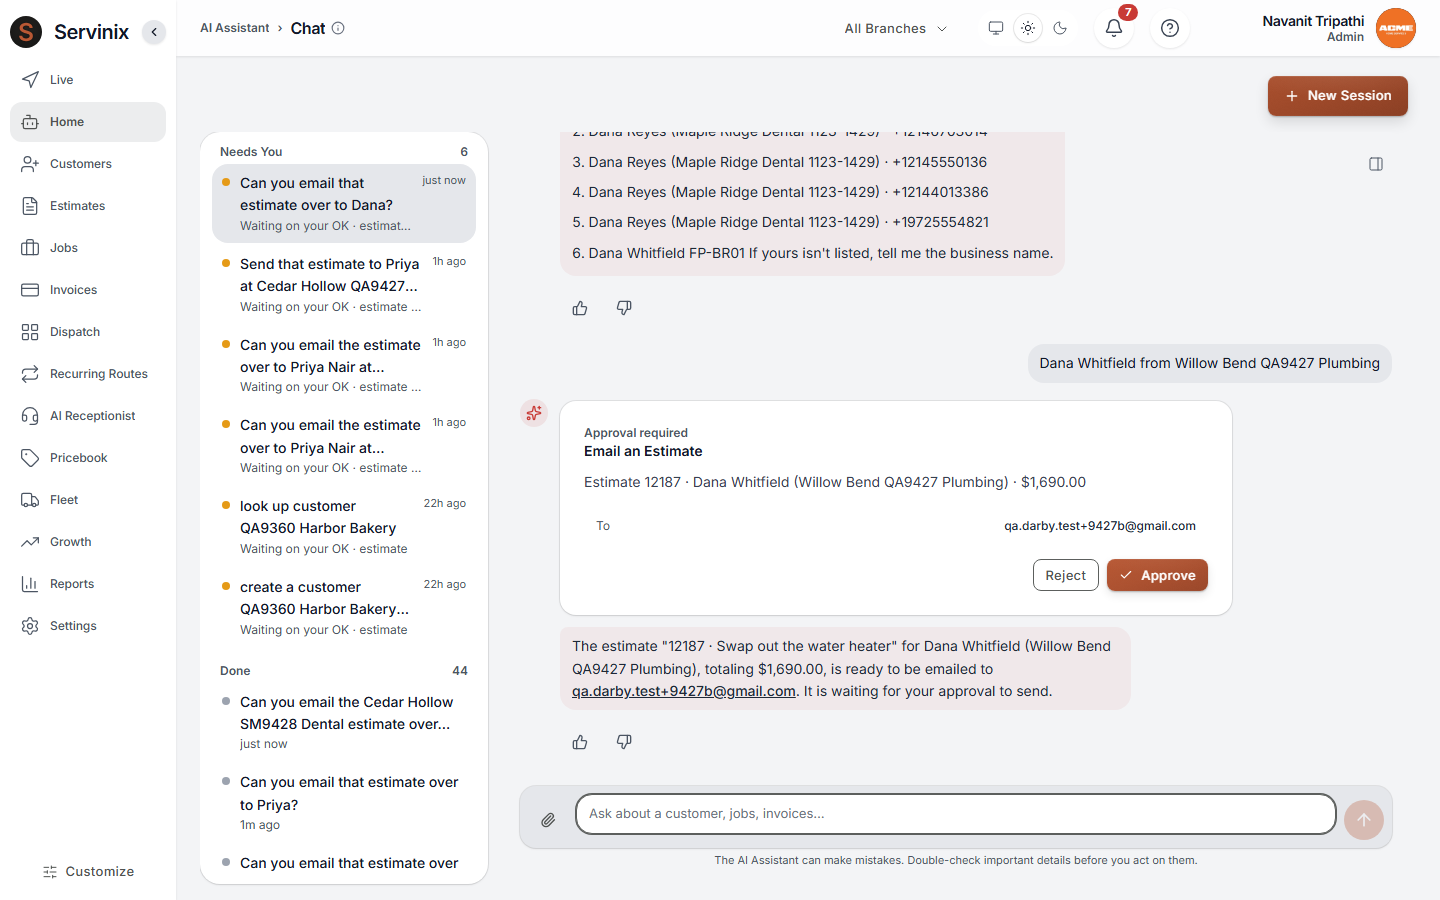 Servinix
Live
Home
Customers
Estimates
Jobs
Invoices
Dispatch
Recurring Routes
AI Receptionist
Pricebook
Fleet
Growth
Reports
Settings
Customize
AI Assistant › Chat
All Branches
7
Navanit Tripathi
Admin
ACME
New Session
Needs You 6
Can you email that estimate over to Dana? just now
Waiting on your OK · estimat...
Send that estimate to Priya 1h ago
at Cedar Hollow QA9427...
Waiting on your OK · estimate ...
Can you email the estimate 1h ago
over to Priya Nair at...
Waiting on your OK · estimate ...
Can you email the estimate 1h ago
over to Priya Nair at...
Waiting on your OK · estimate ...
look up customer 22h ago
QA9360 Harbor Bakery
Waiting on your OK · estimate
create a customer 22h ago
QA9360 Harbor Bakery...
Waiting on your OK · estimate
Done 44
Can you email the Cedar Hollow
SM9428 Dental estimate over...
just now
Can you email that estimate over
to Priya?
1m ago
Can you email that estimate over
2. Dana Reyes (Maple Ridge Dental 1123-1429) ·
3. Dana Reyes (Maple Ridge Dental 1123-1429) · +12145550136
4. Dana Reyes (Maple Ridge Dental 1123-1429) · +12144013386
5. Dana Reyes (Maple Ridge Dental 1123-1429) · +19725554821
6. Dana Whitfield FP-BR01 If yours isn't listed, tell me the business name.
Dana Whitfield from Willow Bend QA9427 Plumbing
Approval required
Email an Estimate
Estimate 12187 · Dana Whitfield (Willow Bend QA9427 Plumbing) · $1,690.00
To qa.darby.test+9427b@gmail.com
Reject
Approve
The estimate "12187 · Swap out the water heater" for Dana Whitfield (Willow Bend
QA9427 Plumbing), totaling $1,690.00, is ready to be emailed to
qa.darby.test+9427b@gmail.com. It is waiting for your approval to send.
Ask about a customer, jobs, invoices...
The AI Assistant can make mistakes. Double-check important details before you act on them.